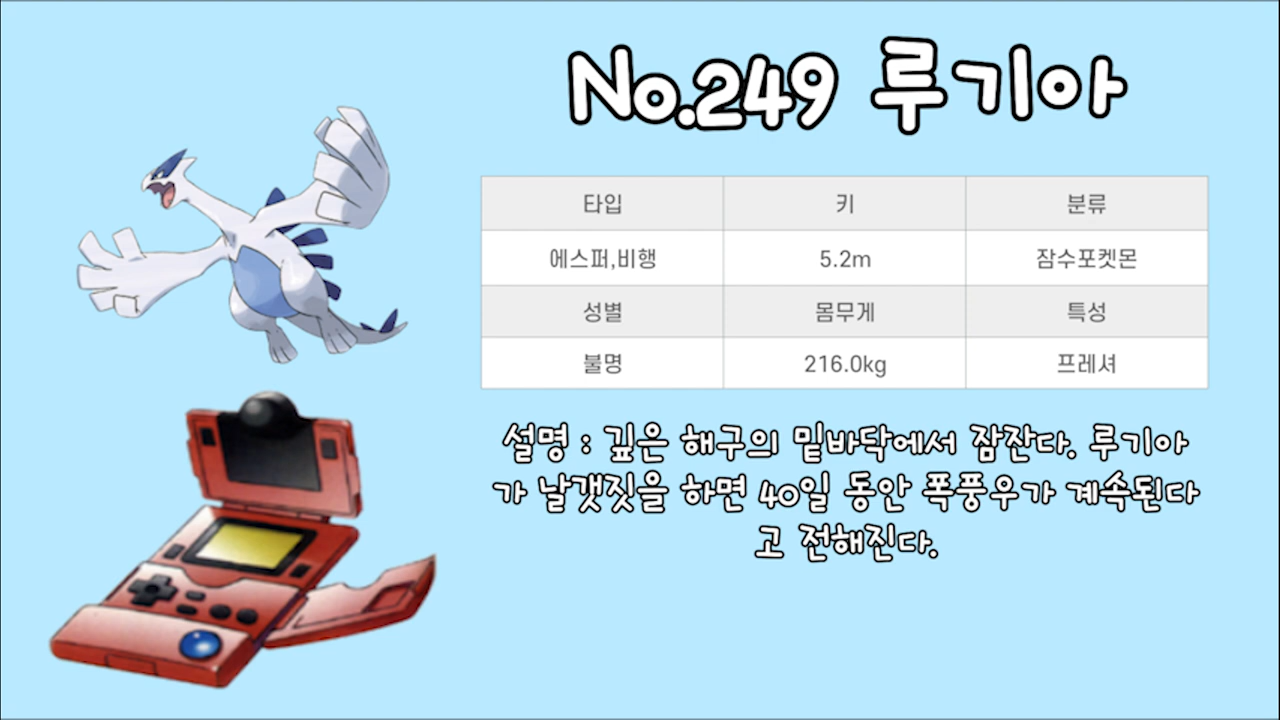 No.249 루기아
타입 키 분류
에스퍼,비행 5.2m 잠수포켓몬
성별 몸무게 특성
불명 216.0kg 프레셔
설명 : 깊은 해구의 밑바닥에서 잠잔다. 루기아
가 날갯짓을 하면 40일 동안 폭풍우가 계속된다
고 전해진다.